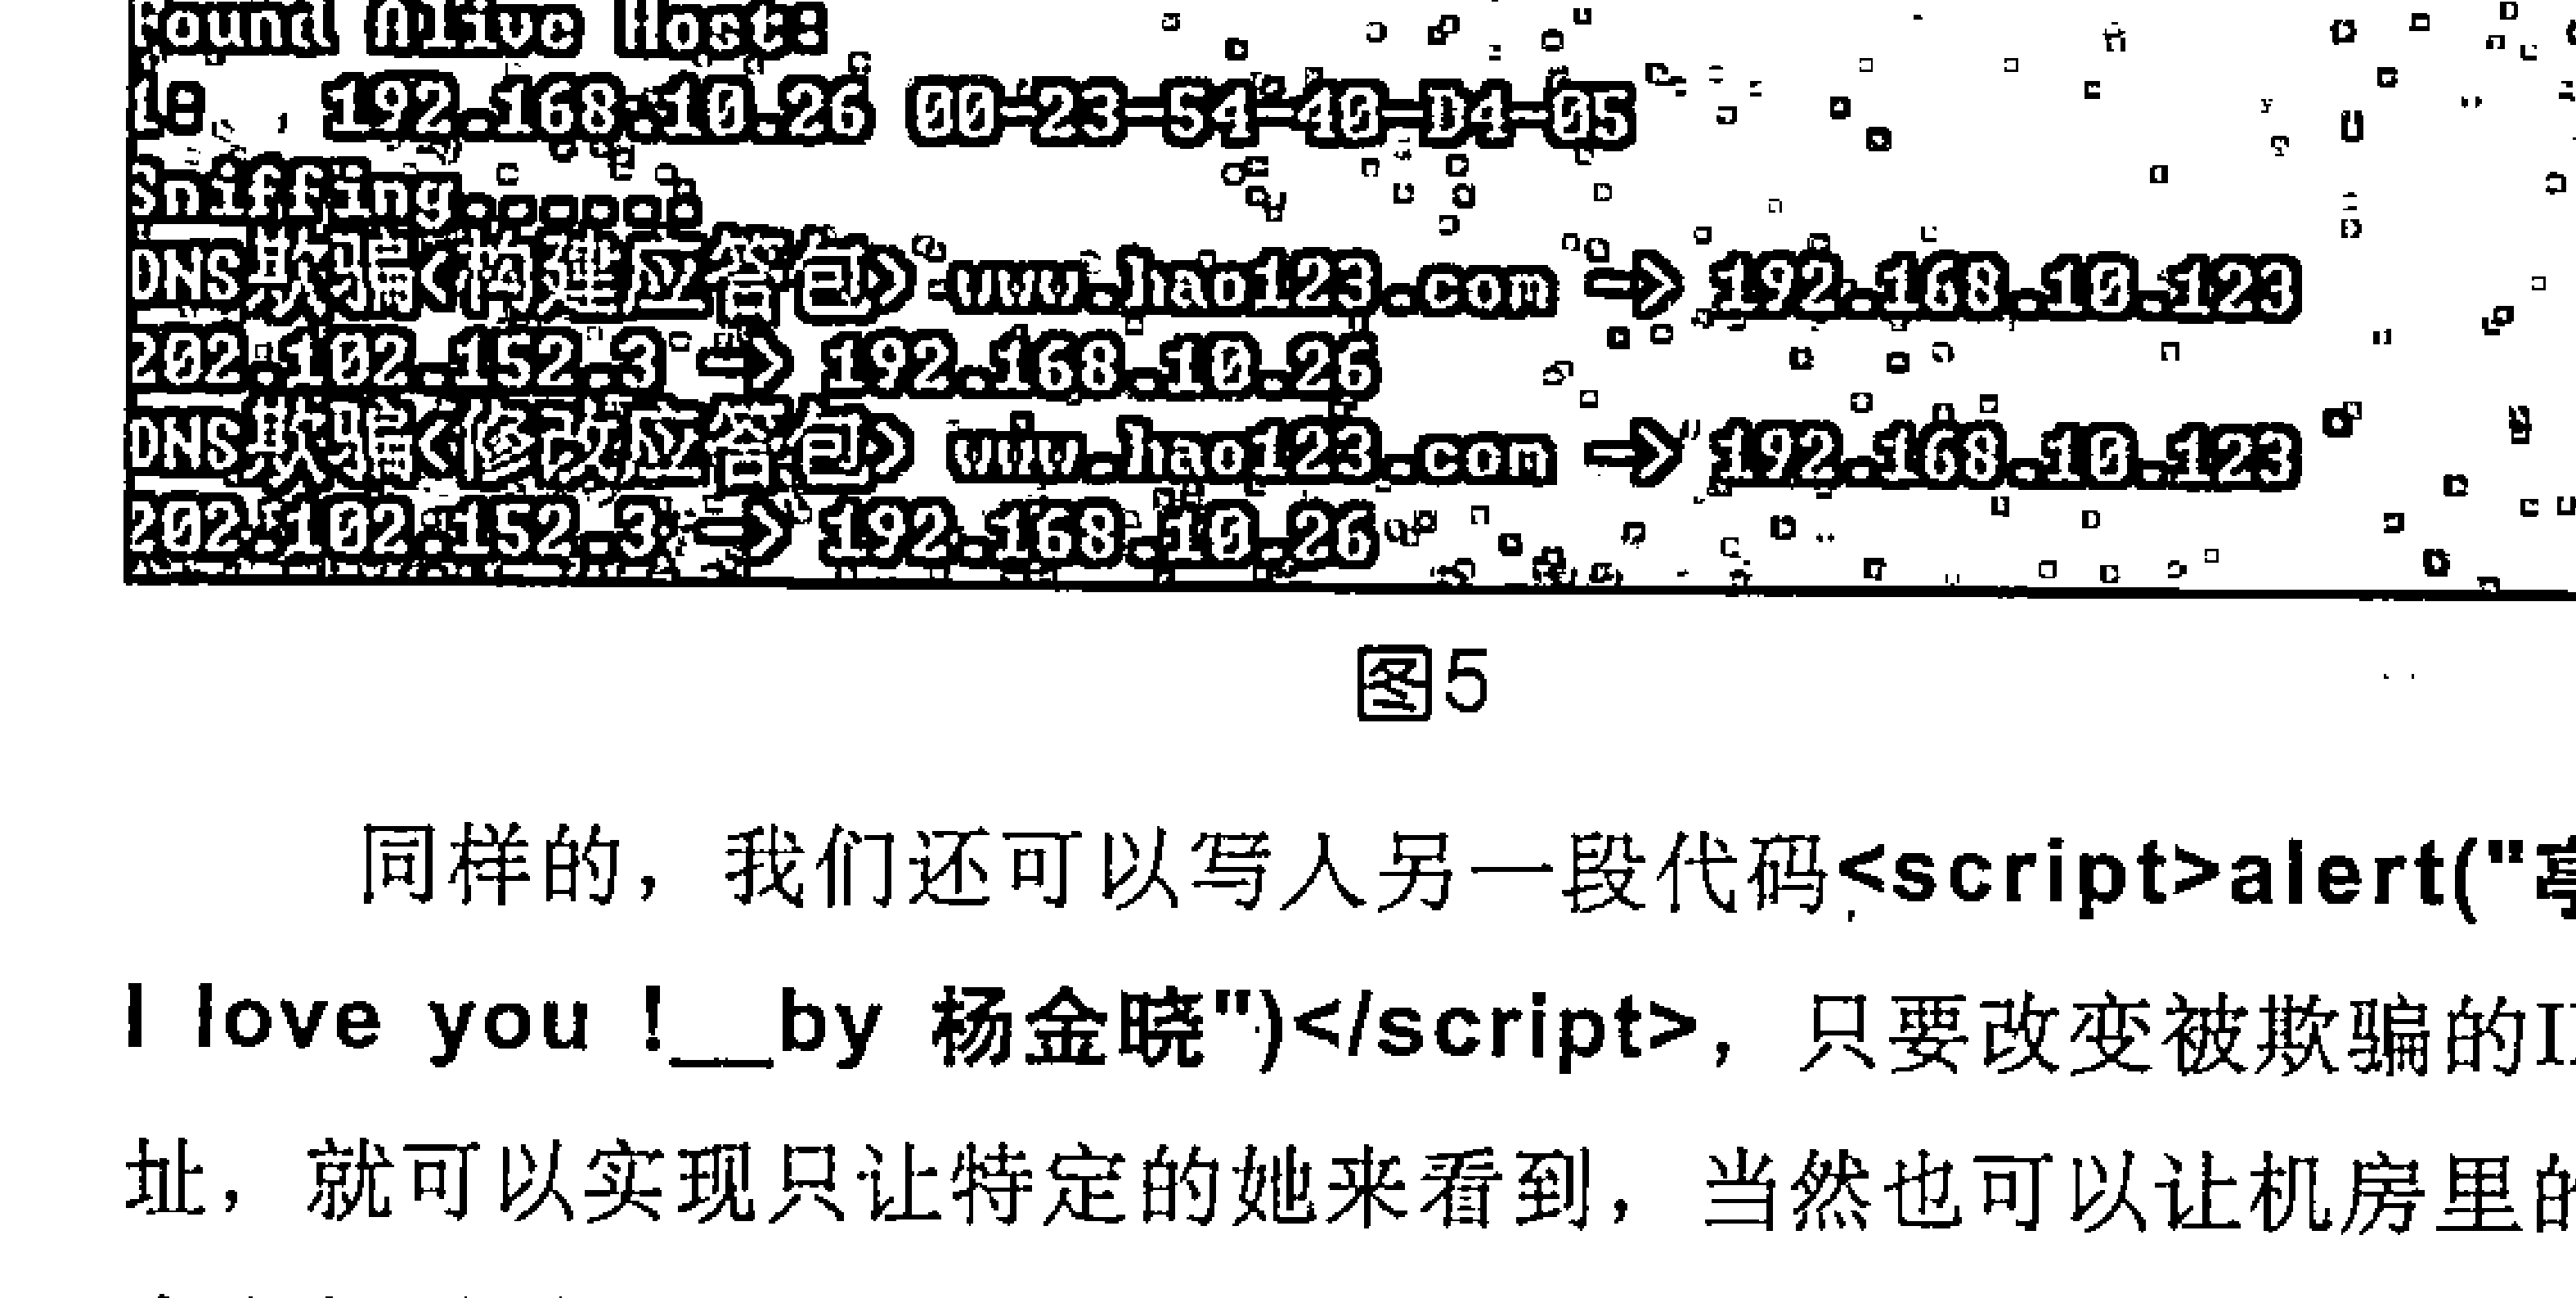 Found Alive Host:
1: 192.168.10.26 00-23-54-40-D4-05
Sniffing......
DNS欺骗<构建应答包> www.hao123.com => 192.168.10.123
202.102.152.3 => 192.168.10.26
DNS欺骗<修改应答包> www.hao123.com => 192.168.10.123
202.102.152.3 => 192.168.10.26
图5
同样的，我们还可以写人另一段代码<script>alert("
I love you !__by 杨金晓")</script>，只要改变被欺骗的
址，就可以实现只让特定的她来看到，当然也可以让机房里的